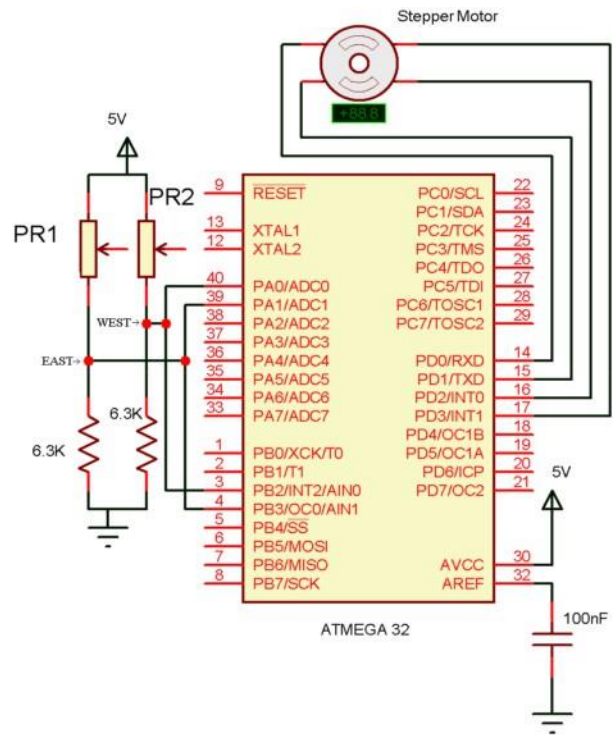 Stepper Motor
+88.8
5V
PR1
PR2
WEST→
EAST→
6.3K
6.3K
9 RESET
13 XTAL1
12 XTAL2
40 PA0/ADC0
39 PA1/ADC1
38 PA2/ADC2
37 PA3/ADC3
36 PA4/ADC4
35 PA5/ADC5
34 PA6/ADC6
33 PA7/ADC7
1 PB0/XCK/T0
2 PB1/T1
3 PB2/INT2/AIN0
4 PB3/OC0/AIN1
5 PB4/SS
6 PB5/MOSI
7 PB6/MISO
8 PB7/SCK
PC0/SCL 22
PC1/SDA 23
PC2/TCK 24
PC3/TMS 25
PC4/TDO 26
PC5/TDI 27
PC6/TOSC1 28
PC7/TOSC2 29
PD0/RXD 14
PD1/TXD 15
PD2/INT0 16
PD3/INT1 17
PD4/OC1B 18
PD5/OC1A 19
PD6/ICP 20
PD7/OC2 21
AVCC 30
AREF 32
5V
100nF
ATMEGA 32